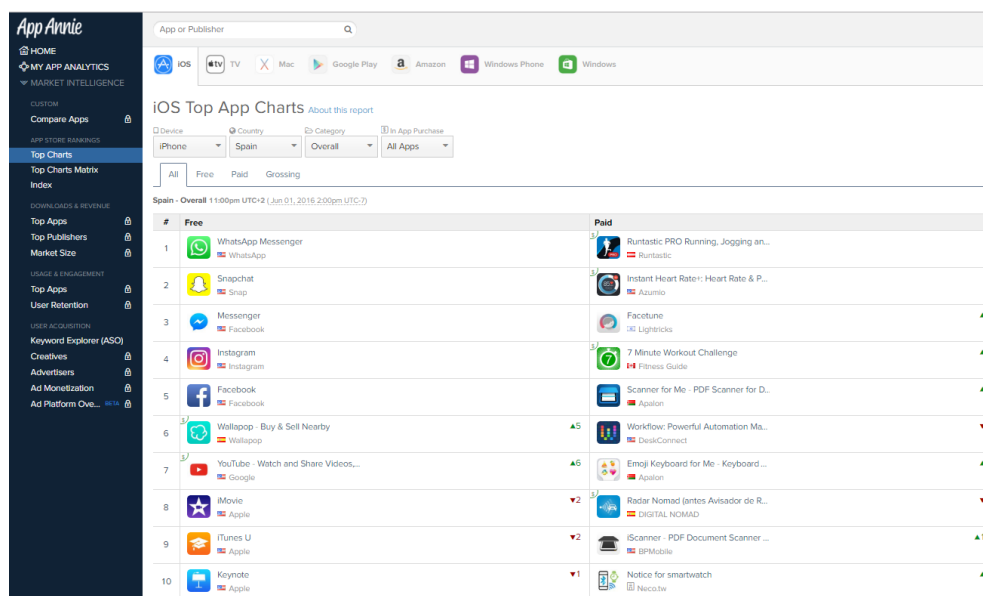 App Annie
HOME
MY APP ANALYTICS
MARKET INTELLIGENCE
CUSTOM
Compare Apps
APP STORE RANKINGS
Top Charts
Top Charts Matrix
Index
DOWNLOADS & REVENUE
Top Apps
Top Publishers
Market Size
USAGE & ENGAGEMENT
Top Apps
User Retention
USER ACQUISITION
Keyword Explorer (ASO)
Creatives
Advertisers
Ad Monetization
Ad Platform Ove... BETA
App or Publisher
iOS tv TV X Mac Google Play a Amazon Windows Phone Windows
iOS Top App Charts About this report
Device Country Category In App Purchase
iPhone Spain Overall All Apps
All Free Paid Grossing
Spain - Overall 11:00pm UTC+2 (Jun 01, 2016 2:00pm UTC-7)
# Free Paid
1 WhatsApp Messenger Runtastic PRO Running, Jogging an...
WhatsApp Runtastic
2 Snapchat Instant Heart Rate+: Heart Rate & P...
Snap Azumio
3 Messenger Facetune
Facebook Lightricks
4 Instagram 7 7 Minute Workout Challenge
Instagram Fitness Guide
5 Facebook Scanner for Me - PDF Scanner for D...
Facebook Apalon
6 Wallapop - Buy & Sell Nearby ▲5 Workflow: Powerful Automation Ma...
Wallapop DeskConnect
7 YouTube - Watch and Share Videos,... ▲6 Emoji Keyboard for Me - Keyboard ...
Google Apalon
8 iMovie ▼2 Radar Nomad (antes Avisador de R...
Apple DIGITAL NOMAD
9 iTunes U ▼2 iScanner - PDF Document Scanner ... ▲1
Apple BPMobile
10 Keynote ▼1 Notice for smartwatch
Apple Neco.tw